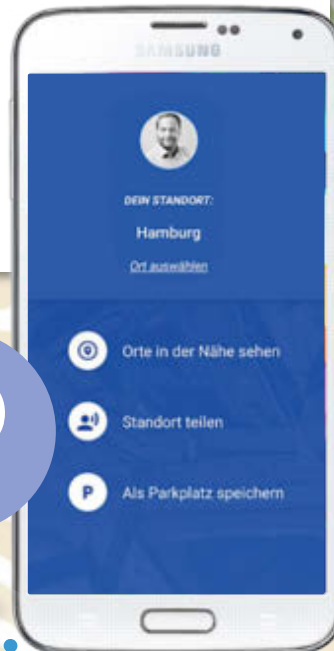 SAMSUNG
DEIN STANDORT:
Hamburg
Ort auswählen
Orte in der Nähe sehen
Standort teilen
P Als Parkplatz speichern